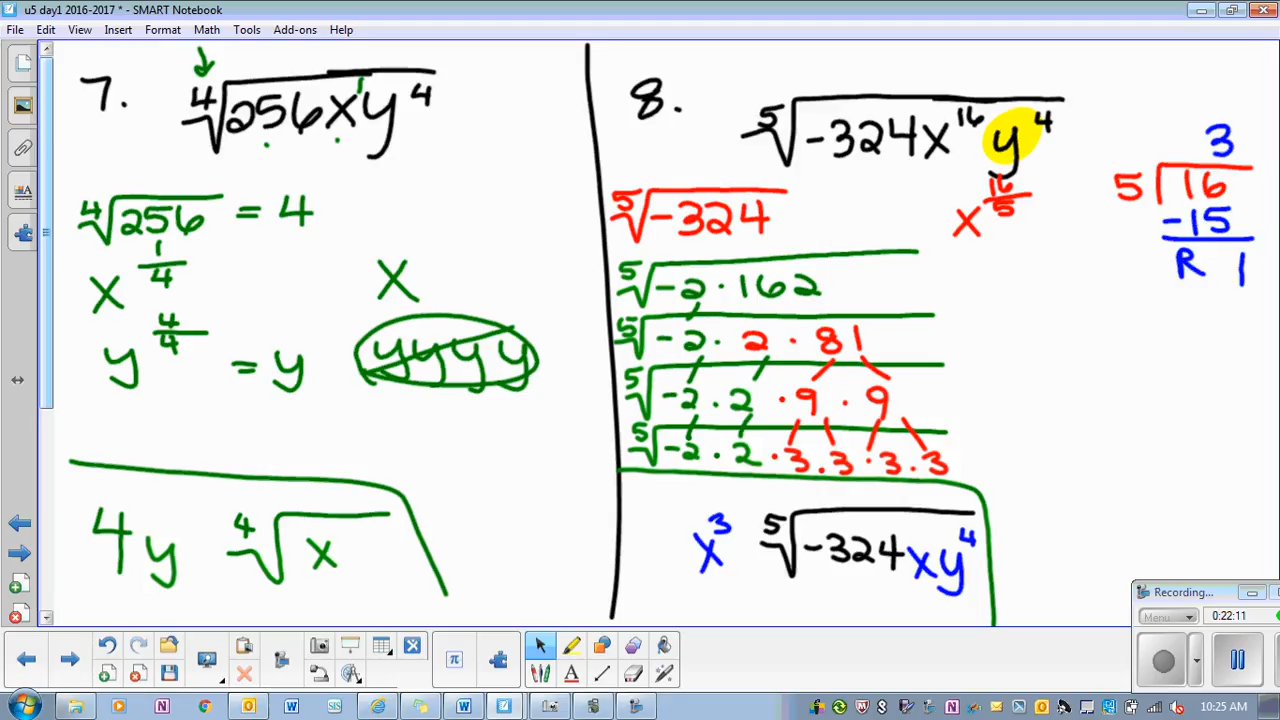 u5 day1 2016-2017 * - SMART Notebook
File Edit View Insert Format Math Tools Add-ons Help
7. ⁴√256x¹y⁴
⁴√256 = 4
x^(1/4) x
y^(4/4) = y yyyy
4y ⁴√x
8. ⁵√-324x¹⁶y⁴
⁵√-324 x^(16/5)
⁵√-2 · 162
⁵√-2 · 2 · 81
⁵√-2 · 2 · 9 · 9
⁵√-2 · 2 · 3 · 3 · 3 · 3
x³ ⁵√-324xy⁴
3
5 16
-15
R 1
Recording...
Menu 0:22:11
10:25 AM